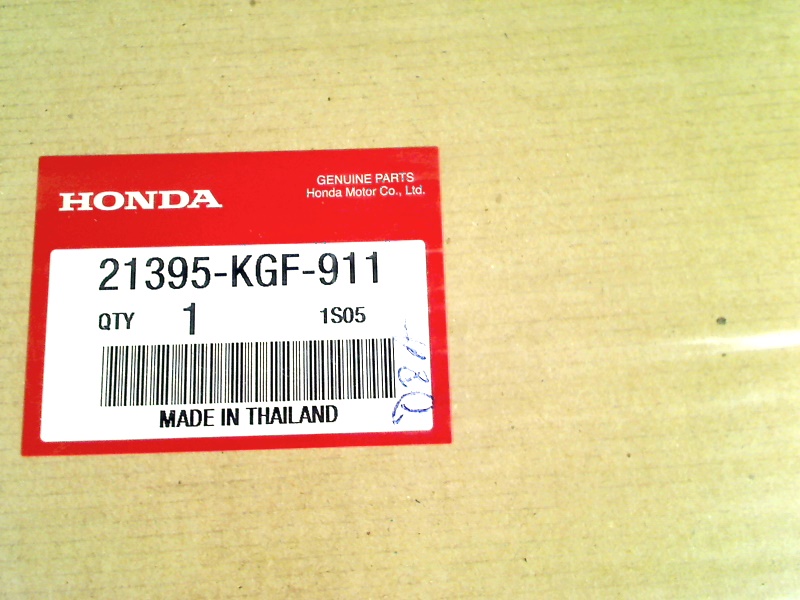 HONDA
GENUINE PARTS
Honda Motor Co., Ltd.
21395-KGF-911
QTY 1 1S05
MADE IN THAILAND